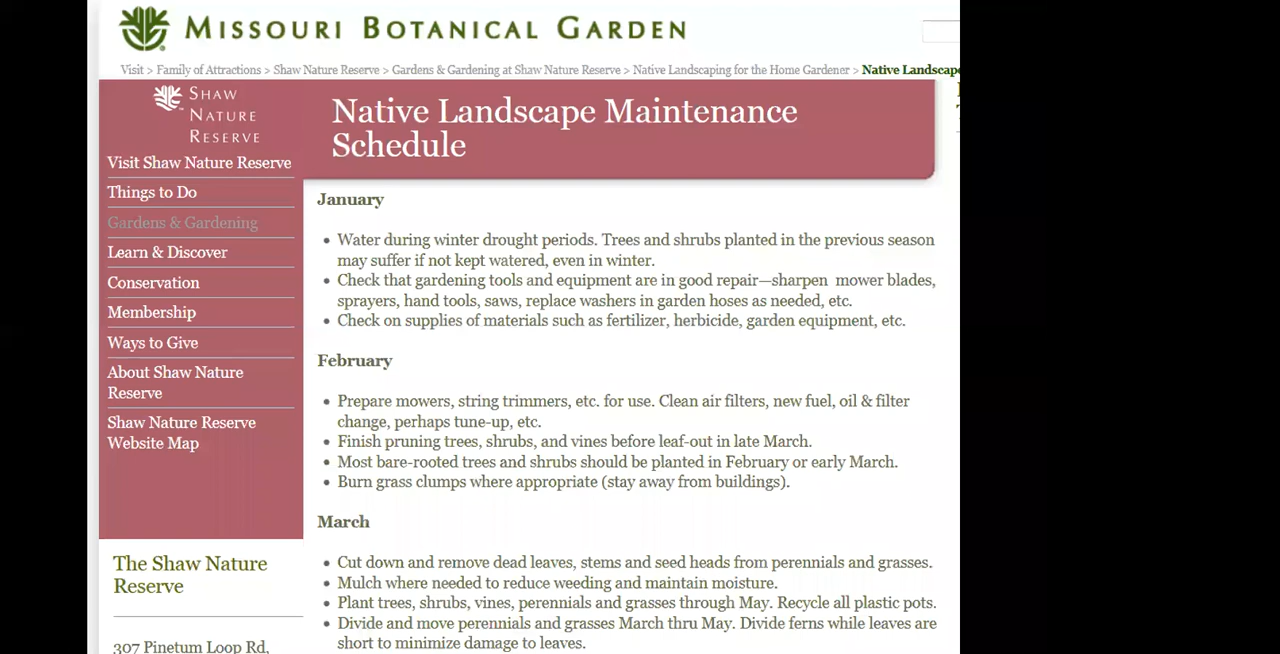 MISSOURI BOTANICAL GARDEN
Visit > Family of Attractions > Shaw Nature Reserve > Gardens & Gardening at Shaw Nature Reserve > Native Landscaping for the Home Gardener > Native Landscape
SHAW
NATURE
RESERVE
Visit Shaw Nature Reserve
Things to Do
Gardens & Gardening
Learn & Discover
Conservation
Membership
Ways to Give
About Shaw Nature
Reserve
Shaw Nature Reserve
Website Map
The Shaw Nature
Reserve
307 Pinetum Loop Rd,
Native Landscape Maintenance
Schedule
January
• Water during winter drought periods. Trees and shrubs planted in the previous season
may suffer if not kept watered, even in winter.
• Check that gardening tools and equipment are in good repair—sharpen mower blades,
sprayers, hand tools, saws, replace washers in garden hoses as needed, etc.
• Check on supplies of materials such as fertilizer, herbicide, garden equipment, etc.
February
• Prepare mowers, string trimmers, etc. for use. Clean air filters, new fuel, oil & filter
change, perhaps tune-up, etc.
• Finish pruning trees, shrubs, and vines before leaf-out in late March.
• Most bare-rooted trees and shrubs should be planted in February or early March.
• Burn grass clumps where appropriate (stay away from buildings).
March
• Cut down and remove dead leaves, stems and seed heads from perennials and grasses.
• Mulch where needed to reduce weeding and maintain moisture.
• Plant trees, shrubs, vines, perennials and grasses through May. Recycle all plastic pots.
• Divide and move perennials and grasses March thru May. Divide ferns while leaves are
short to minimize damage to leaves.